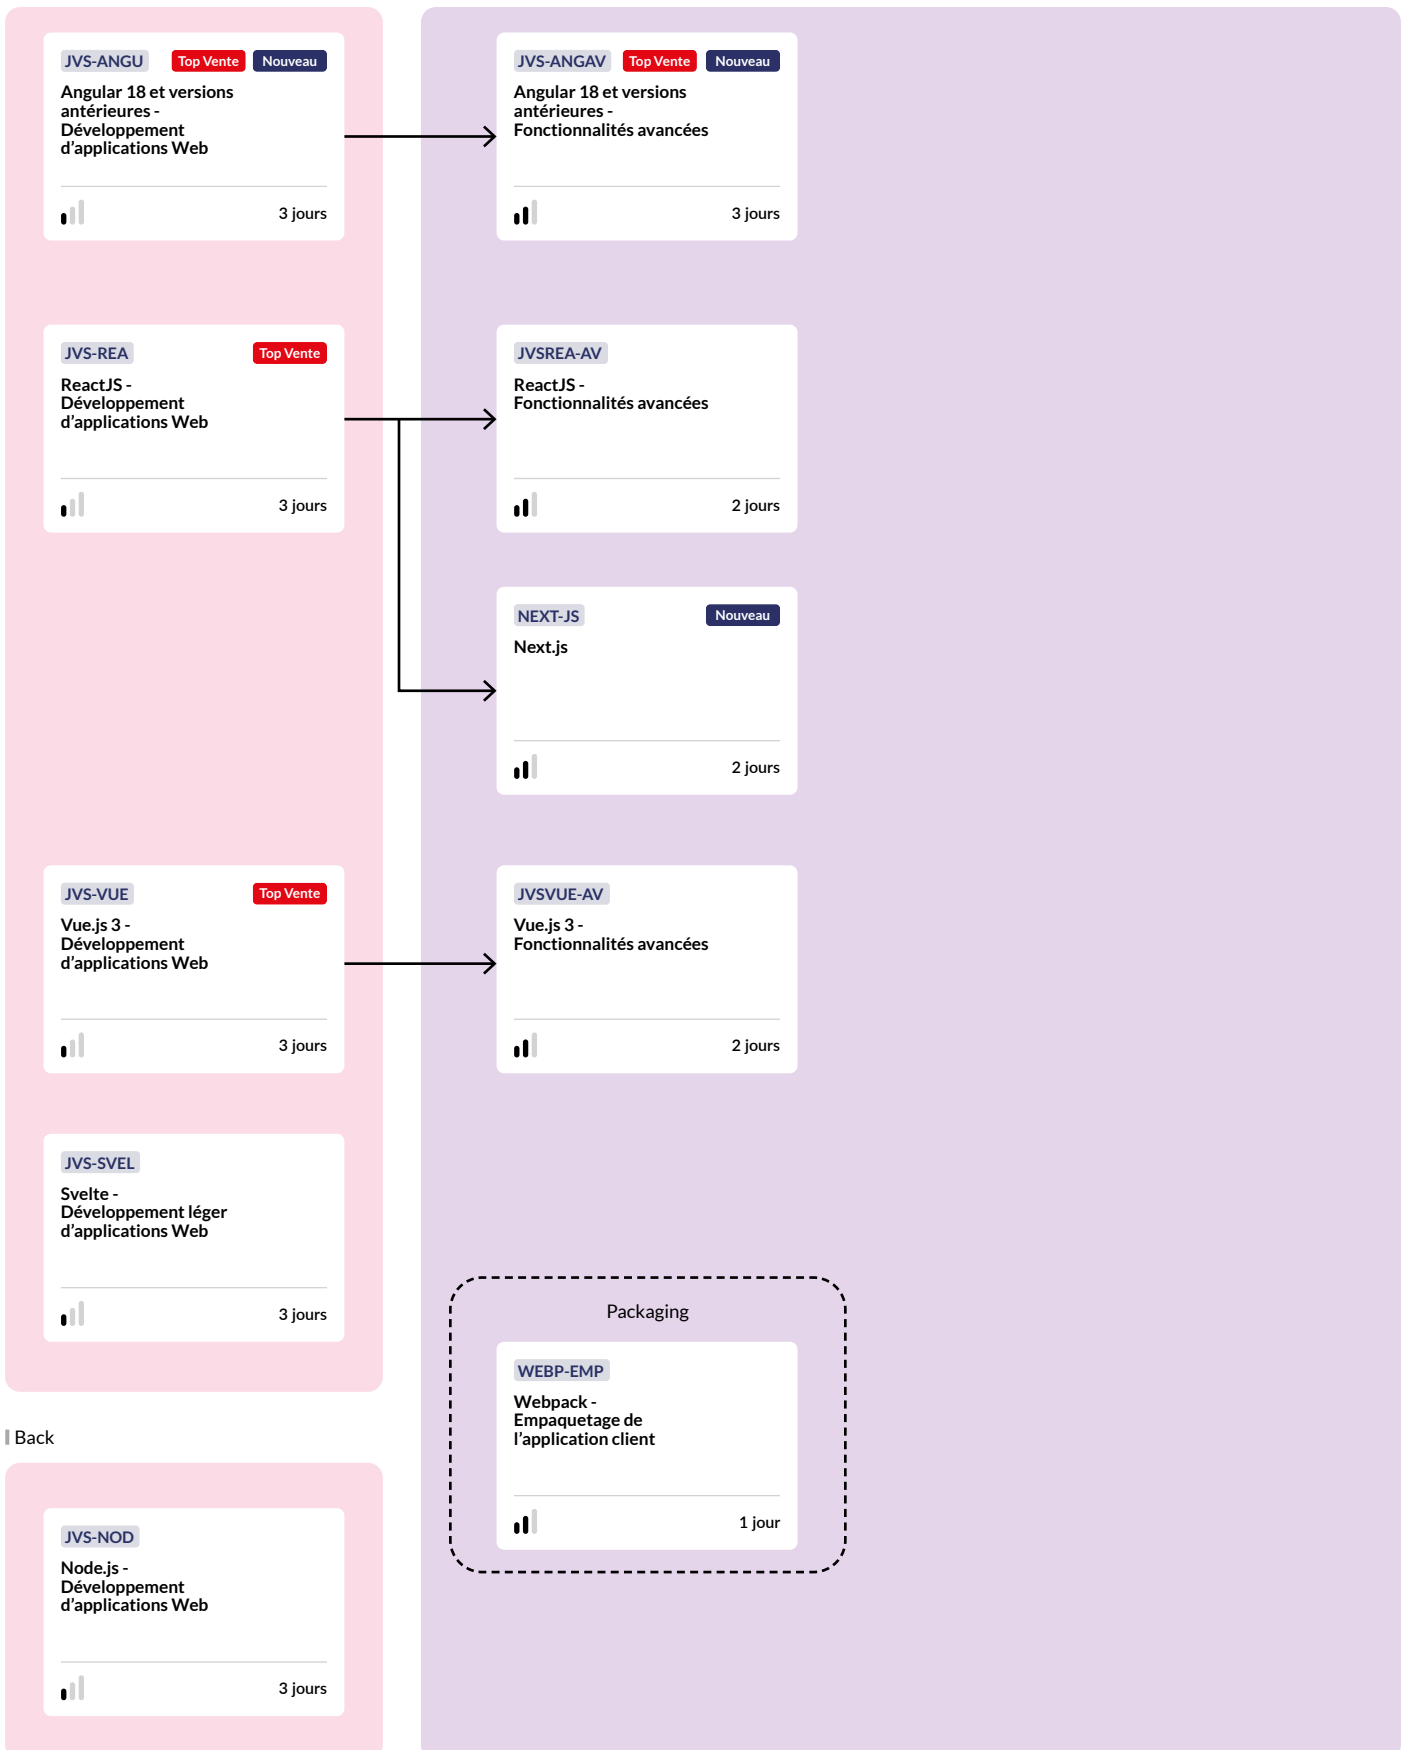 JVS-ANGU Top Vente Nouveau
Angular 18 et versions
antérieures -
Développement
d’applications Web
3 jours
JVS-ANGAV Top Vente Nouveau
Angular 18 et versions
antérieures -
Fonctionnalités avancées
3 jours
JVS-REA Top Vente
ReactJS -
Développement
d’applications Web
3 jours
JVSREA-AV
ReactJS -
Fonctionnalités avancées
2 jours
NEXT-JS Nouveau
Next.js
2 jours
JVS-VUE Top Vente
Vue.js 3 -
Développement
d’applications Web
3 jours
JVSVUE-AV
Vue.js 3 -
Fonctionnalités avancées
2 jours
JVS-SVEL
Svelte -
Développement léger
d’applications Web
3 jours
Packaging
WEBP-EMP
Webpack -
Empaquetage de
l’application client
1 jour
Back
JVS-NOD
Node.js -
Développement
d’applications Web
3 jours